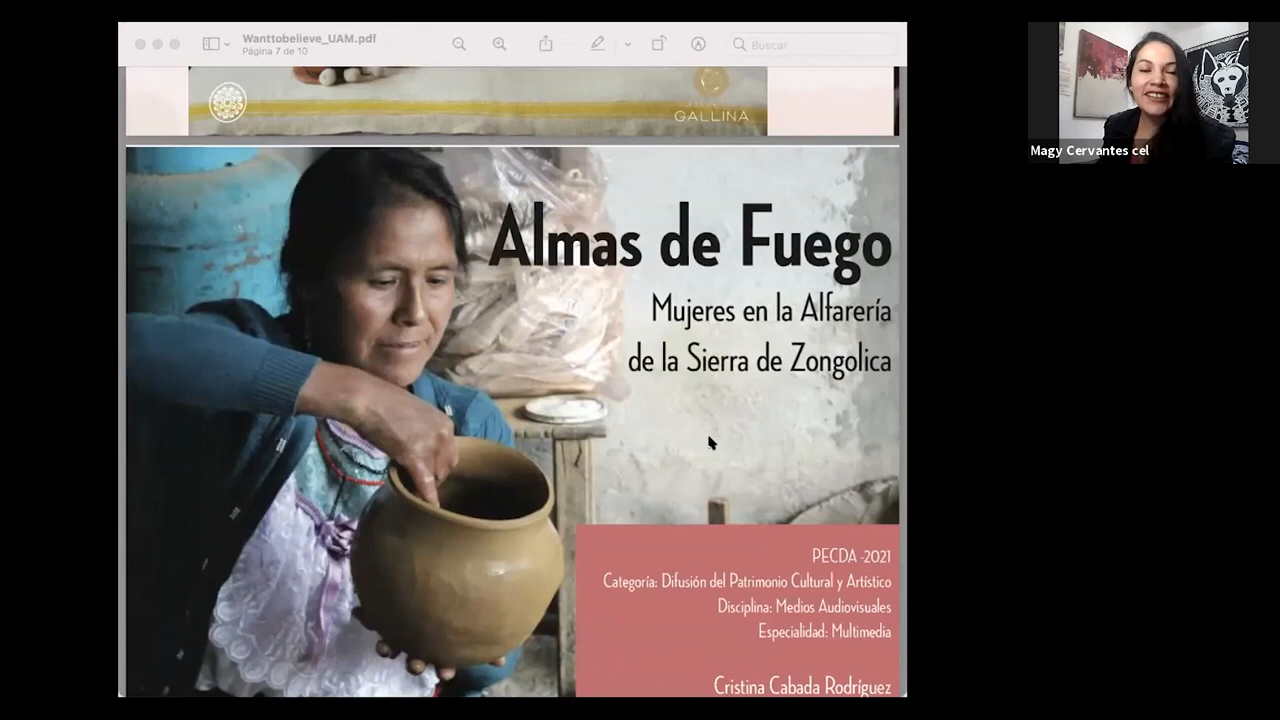 Wanttobelieve_UAM.pdf
Página 7 de 10
Buscar
GALLINA
Magy Cervantes cel
Almas de Fuego
Mujeres en la Alfarería
de la Sierra de Zongolica
PECDA -2021
Categoría: Difusión del Patrimonio Cultural y Artístico
Disciplina: Medios Audiovisuales
Especialidad: Multimedia
Cristina Cabada Rodríguez